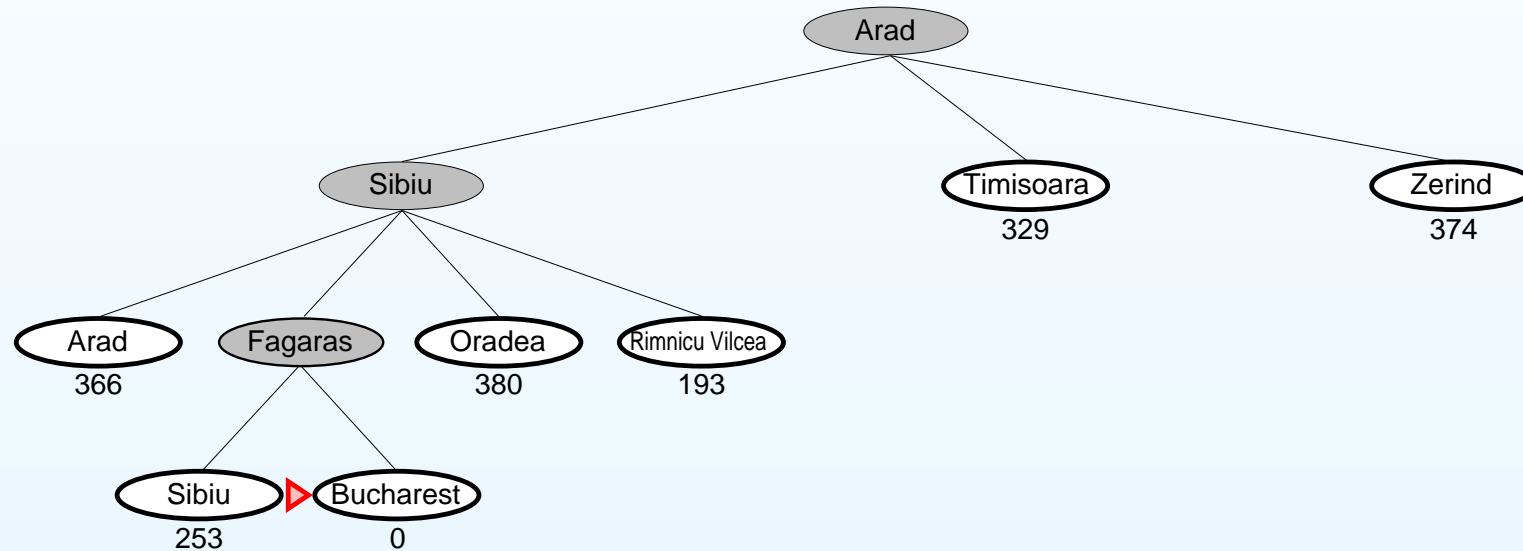 Arad
Sibiu
Timisoara
Zerind
329
374
Arad
Fagaras
Oradea
Rimnicu Vilcea
366
380
193
Sibiu
Bucharest
253
0